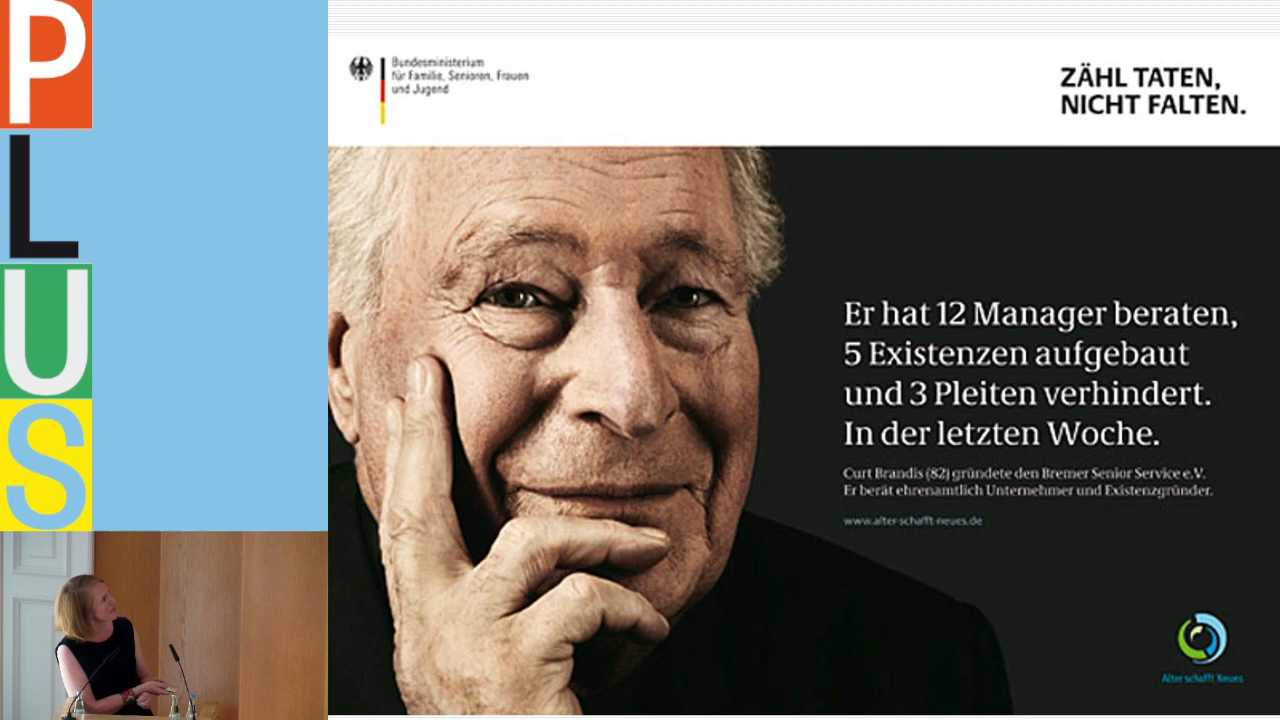 PLUS
Bundesministerium
für Familie, Senioren, Frauen
und Jugend
ZÄHL TATEN,
NICHT FALTEN.
Er hat 12 Manager beraten,
5 Existenzen aufgebaut
und 3 Pleiten verhindert.
In der letzten Woche.
Curt Brandis (82) gründete den Bremer Senior Service e.V.
Er berät ehrenamtlich Unternehmer und Existenzgründer.
www.alter-schafft-neues.de
Alter schafft Neues